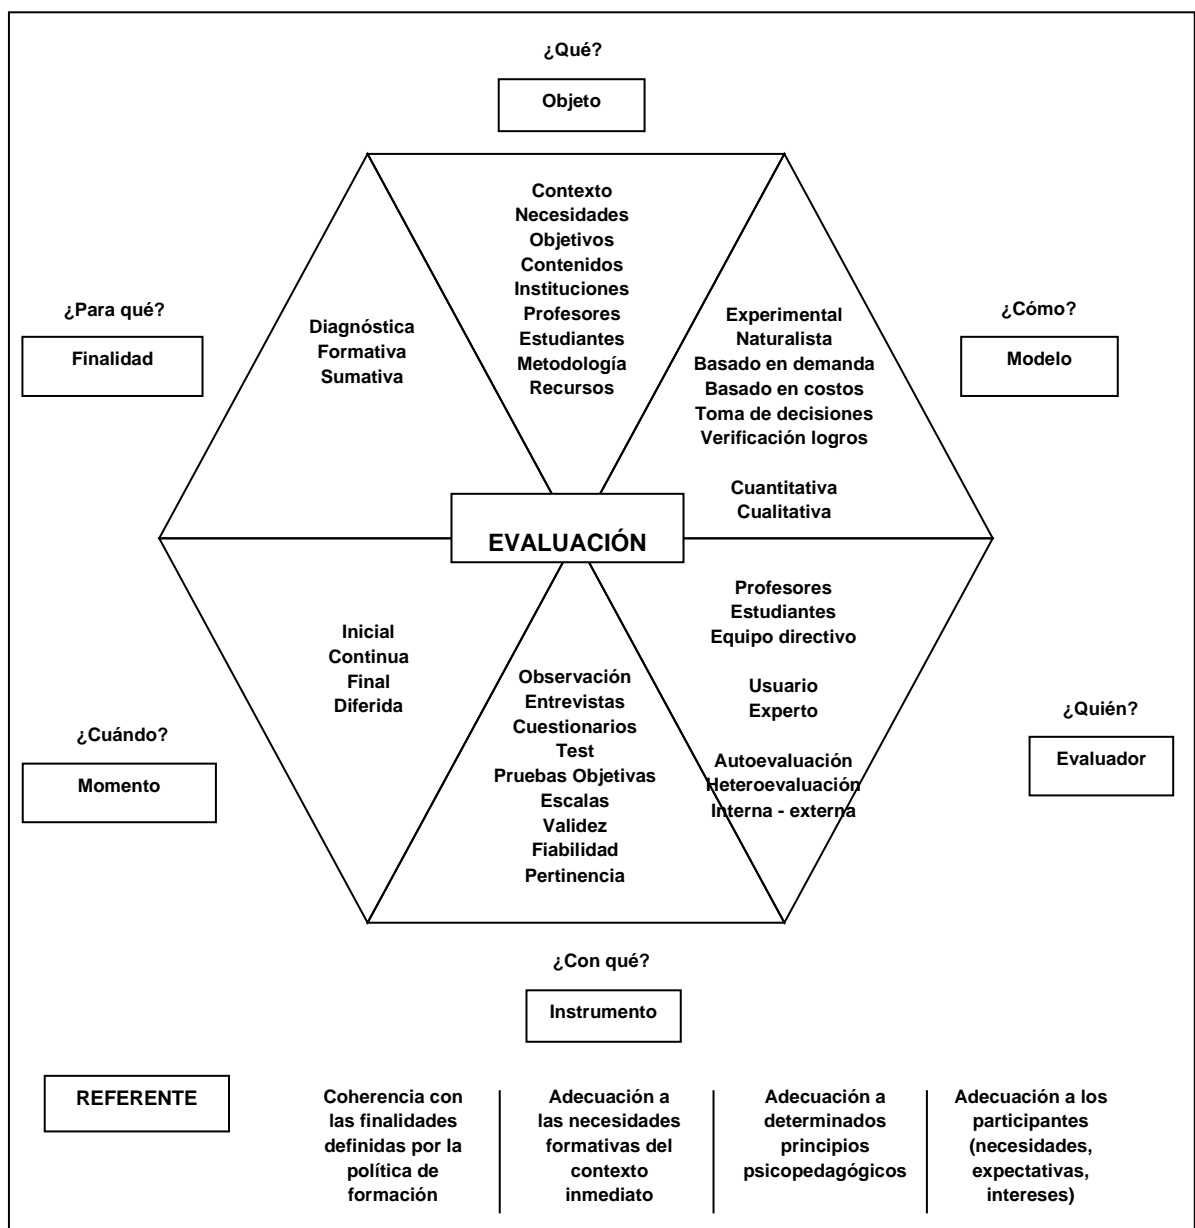 ¿Qué?
Objeto
Contexto
Necesidades
Objetivos
Contenidos
Instituciones
Profesores
Estudiantes
Metodología
Recursos
¿Para qué?
Finalidad
Diagnóstica
Formativa
Sumativa
¿Cómo?
Modelo
Experimental
Naturalista
Basado en demanda
Basado en costos
Toma de decisiones
Verificación logros
Cuantitativa
Cualitativa
EVALUACIÓN
¿Cuándo?
Momento
Inicial
Continua
Final
Diferida
Observación
Entrevistas
Cuestionarios
Test
Pruebas Objetivas
Escalas
Validez
Fiabilidad
Pertinencia
Profesores
Estudiantes
Equipo directivo
Usuario
Experto
Autoevaluación
Heteroevaluación
Interna - externa
¿Quién?
Evaluador
¿Con qué?
Instrumento
REFERENTE
Coherencia con
las finalidades
definidas por la
política de
formación
Adecuación a
las necesidades
formativas del
contexto
inmediato
Adecuación a
determinados
principios
psicopedagógicos
Adecuación a los
participantes
(necesidades,
expectativas,
intereses)